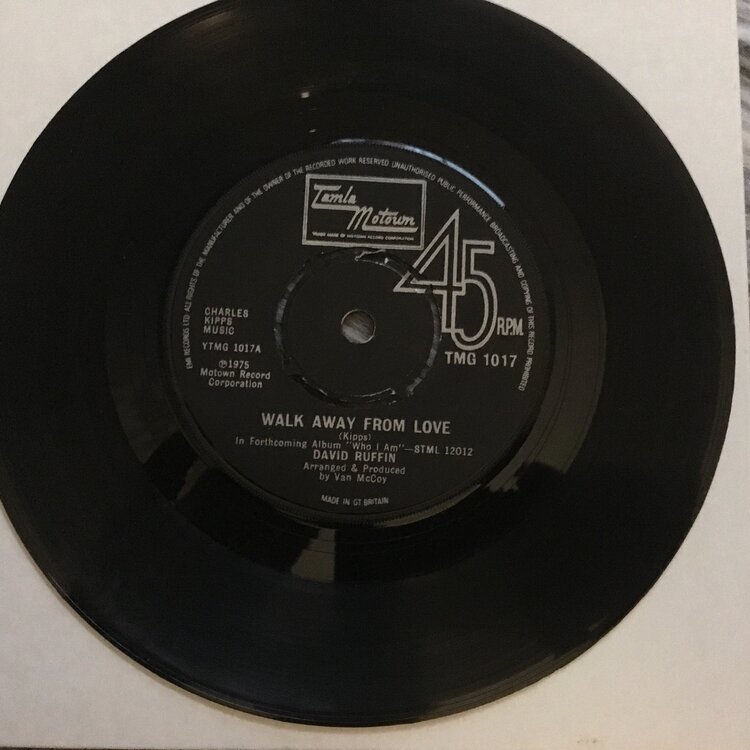 EMI RECORDS LTD ALL RIGHTS OF THE MANUFACTURER AND OF THE OWNER OF THE RECORDED WORK RESERVED UNAUTHORISED PUBLIC PERFORMANCE BROADCASTING AND COPYING OF THIS RECORD PROHIBITED
Tamla
Motown
TRADE MARK OF MOTOWN RECORD CORPORATION
45
R.P.M.
TMG 1017
CHARLES
KIPPS
MUSIC
YTMG 1017A
℗1975
Motown Record
Corporation
WALK AWAY FROM LOVE
(Kipps)
In Forthcoming Album "Who I Am"—STML 12012
DAVID RUFFIN
Arranged & Produced
by Van McCoy
MADE IN GT BRITAIN